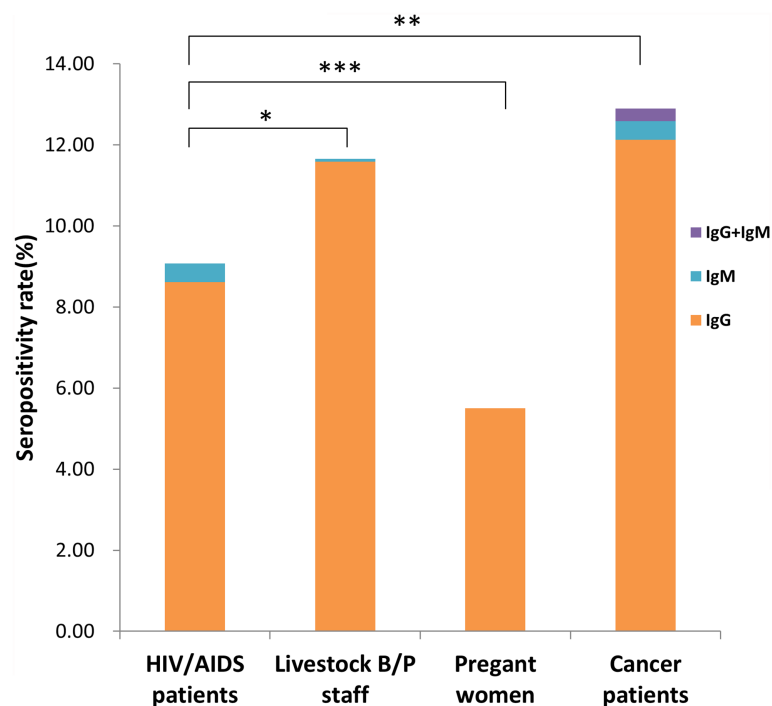 **
14.00
***
12.00
*
10.00
8.00
6.00
4.00
2.00
0.00
Seropositivity rate(%)
IgG+IgM
IgM
IgG
HIV/AIDS
patients
Livestock B/P
staff
Pregant
women
Cancer
patients